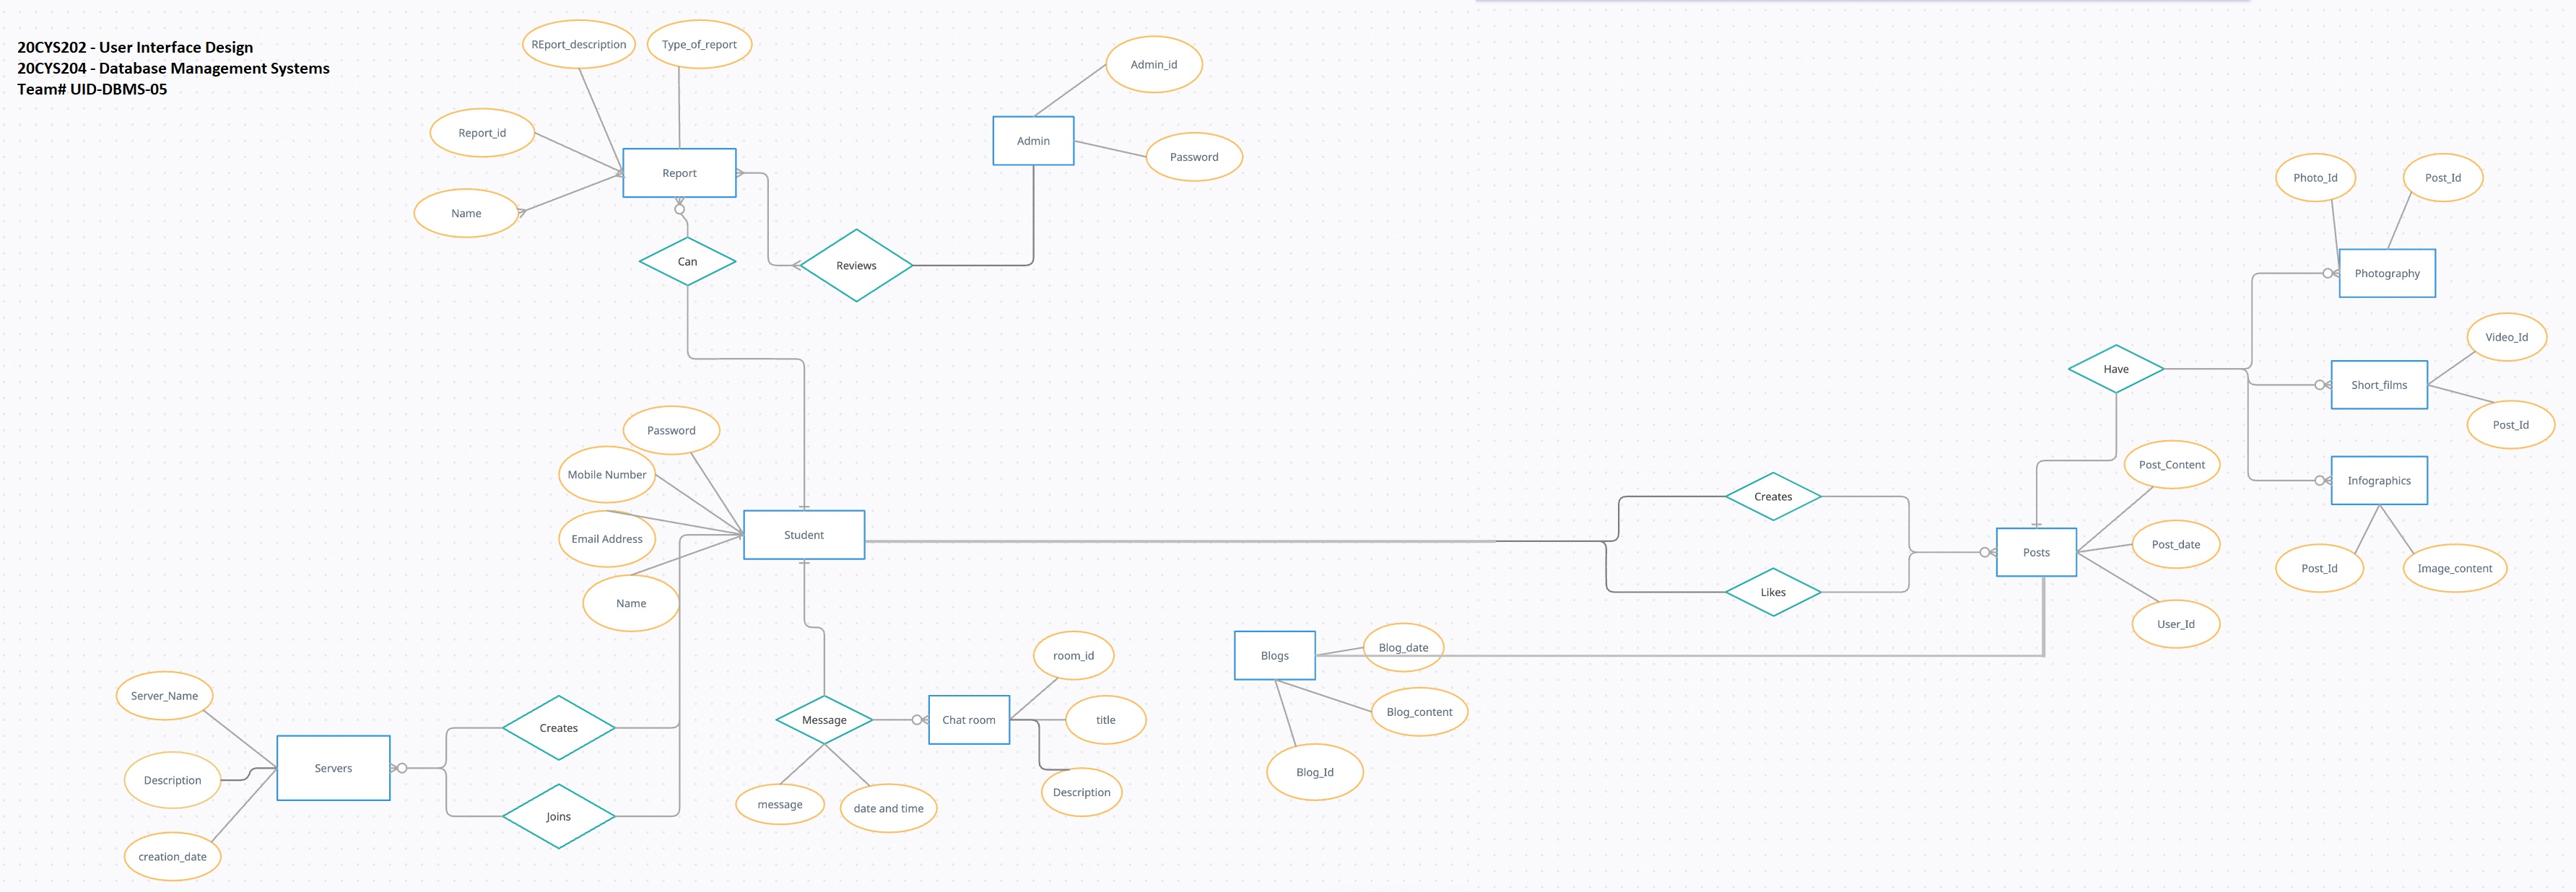 20CYS202 - User Interface Design
20CYS204 - Database Management Systems
Team# UID-DBMS-05
REport_description
Type_of_report
Report_id
Name
Report
Can
Reviews
Admin
Admin_id
Password
Password
Mobile Number
Email Address
Name
Student
Server_Name
Description
creation_date
Servers
Creates
Joins
Message
message
date and time
Chat room
room_id
title
Description
Blogs
Blog_date
Blog_content
Blog_Id
Creates
Likes
Posts
Post_Content
Post_date
User_Id
Have
Photo_Id
Post_Id
Photography
Short_films
Video_Id
Post_Id
Infographics
Post_Id
Image_content